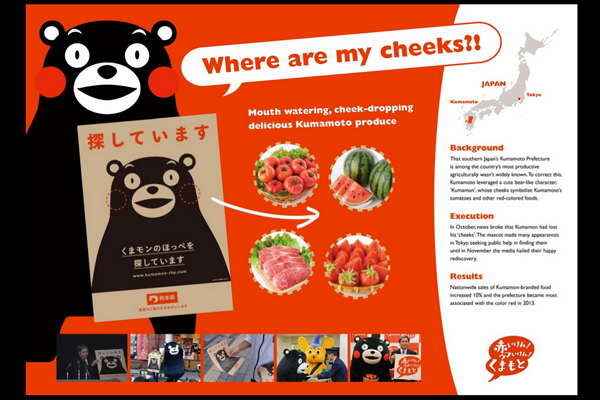 Where are my cheeks?!
Mouth watering, cheek-dropping
delicious Kumamoto produce
探しています
くまモンのほっぺを
探しています
www.kumamon-rbp.com
熊本県
JAPAN
Tokyo
Kumamoto
Background
That southern Japan's Kumamoto Prefecture
is among the country's most productive
agriculturally wasn't widely known. To correct this,
Kumamoto leveraged a cute bear-like character,
'Kumamon', whose cheeks symbolise Kumamoto's
tomatoes and other red-colored foods.
Execution
In October, news broke that Kumamon had lost
his 'cheeks'. The mascot made many appearances
in Tokyo seeking public help in finding them
until in November the media hailed their happy
rediscovery.
Results
Nationwide sales of Kumamon-branded food
increased 10% and the prefecture became most
associated with the color red in 2013.
赤いけん!
ウマいけん!
くまもと